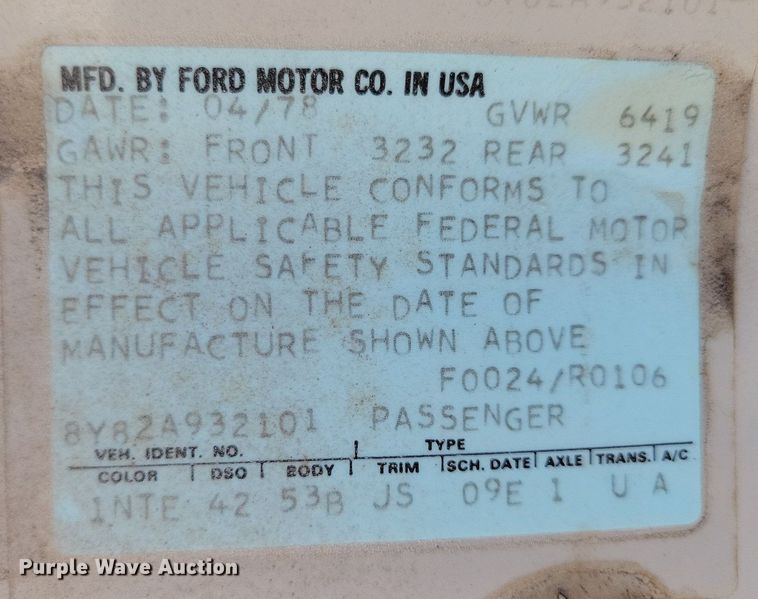 8Y82A932101
MFD. BY FORD MOTOR CO. IN USA
DATE: 04/78 GVWR 6419
GAWR: FRONT 3232 REAR 3241
THIS VEHICLE CONFORMS TO
ALL APPLICABLE FEDERAL MOTOR
VEHICLE SAFETY STANDARDS IN
EFFECT ON THE DATE OF
MANUFACTURE SHOWN ABOVE
F0024/R0106
8Y82A932101 PASSENGER
VEH. IDENT. NO. TYPE
COLOR DSO BODY TRIM SCH. DATE AXLE TRANS. A/C
1NTE 42 53B JS 09E 1 U A
Purple Wave Auction